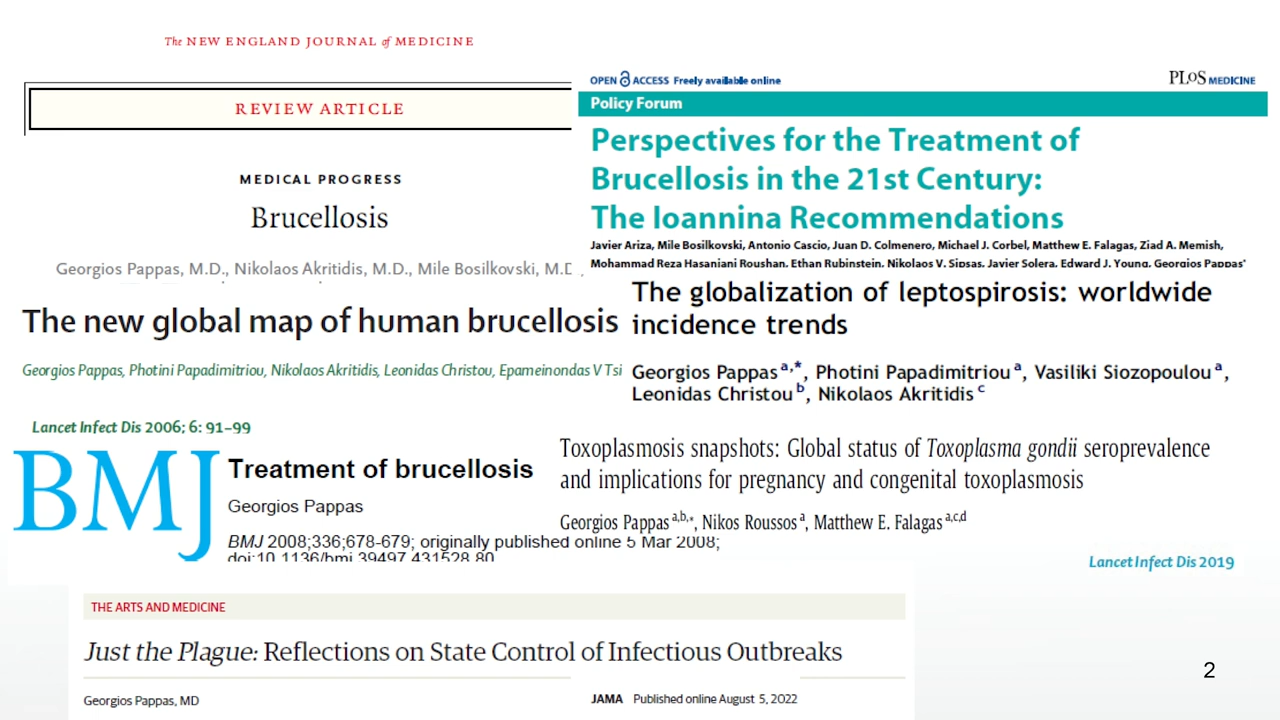 The NEW ENGLAND JOURNAL of MEDICINE
REVIEW ARTICLE
MEDICAL PROGRESS
Brucellosis
Georgios Pappas, M.D., Nikolaos Akritidis, M.D., Mile Bosilkovski, M.D.,
OPEN ACCESS Freely available online
PLoS MEDICINE
Policy Forum
Perspectives for the Treatment of
Brucellosis in the 21st Century:
The Ioannina Recommendations
Javier Ariza, Mile Bosilkovski, Antonio Cascio, Juan D. Colmenero, Michael J. Corbel, Matthew E. Falagas, Ziad A. Memish,
Mohammad Reza Hasanjani Roushan, Ethan Rubinstein, Nikolaos V. Sipsas, Javier Solera, Edward J. Young, Georgios Pappas*
The new global map of human brucellosis
Georgios Pappas, Photini Papadimitriou, Nikolaos Akritidis, Leonidas Christou, Epameinondas V Tsi
Lancet Infect Dis 2006; 6: 91–99
The globalization of leptospirosis: worldwide
incidence trends
Georgios Pappas a,*, Photini Papadimitriou a, Vasiliki Siozopoulou a,
Leonidas Christou b, Nikolaos Akritidis c
BMJ
Treatment of brucellosis
Georgios Pappas
BMJ 2008;336;678-679; originally published online 5 Mar 2008;
doi:10.1136/bmj.39497.431528.80
Toxoplasmosis snapshots: Global status of Toxoplasma gondii seroprevalence
and implications for pregnancy and congenital toxoplasmosis
Georgios Pappas a,b,*, Nikos Roussos a, Matthew E. Falagas a,c,d
Lancet Infect Dis 2019
THE ARTS AND MEDICINE
Just the Plague: Reflections on State Control of Infectious Outbreaks
Georgios Pappas, MD
JAMA Published online August 5, 2022
2